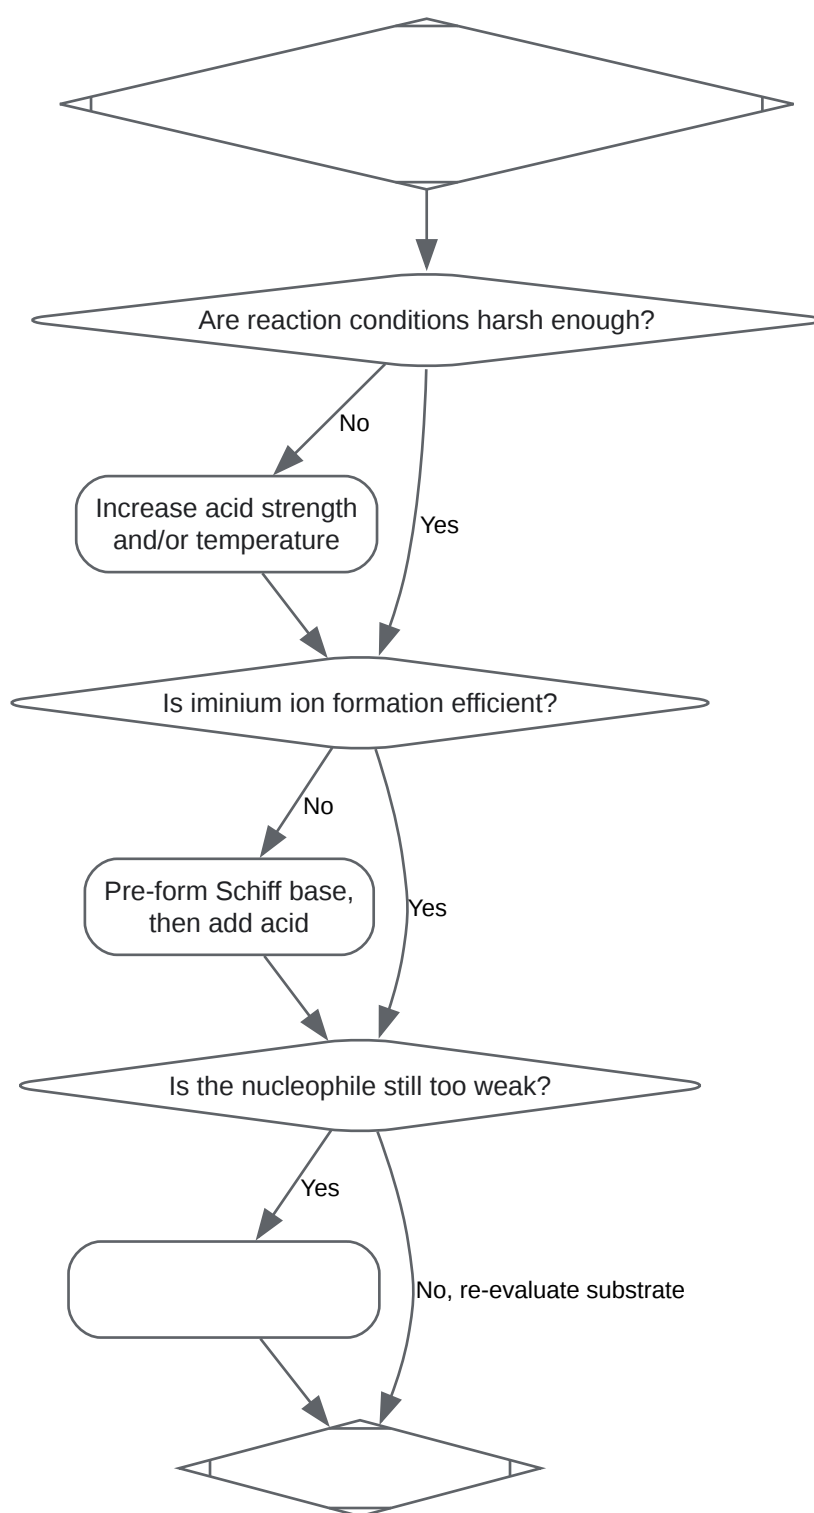 Are reaction conditions harsh enough?
No
Increase acid strength
and/or temperature
Yes
Is iminium ion formation efficient?
No
Pre-form Schiff base,
then add acid
Yes
Is the nucleophile still too weak?
Yes
No, re-evaluate substrate